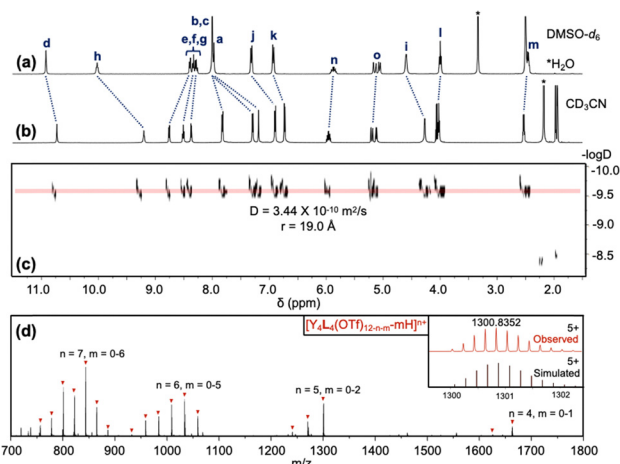 b,c
d
h
e,f,g
a
j
k
n
o
i
l
m
*
DMSO-d6
*H2O
(a)
*
CD3CN
(b)
-logD
-10.0
-9.5
-9.0
-8.5
D = 3.44 X 10-10 m2/s
r = 19.0 Å
(c)
11.0 10.0 9.0 8.0 7.0 6.0 5.0 4.0 3.0 2.0
δ (ppm)
(d)
[Y4L4(OTf)12-n-m-mH]n+
1300.8352
5+
Observed
5+
Simulated
1300 1301 1302
n = 7, m = 0-6
n = 6, m = 0-5
n = 5, m = 0-2
n = 4, m = 0-1
700 800 900 1000 1100 1200 1300 1400 1500 1600 1700 1800
m/z